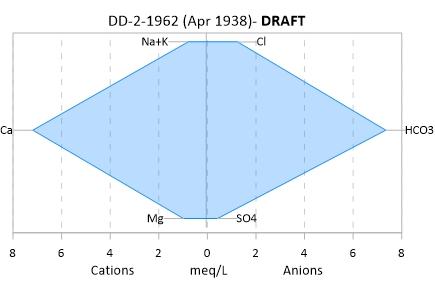 DD-2-1962 (Apr 1938)- DRAFT
Na+K Cl
Ca HCO3
Mg SO4
8 6 4 2 0 2 4 6 8
Cations meq/L Anions